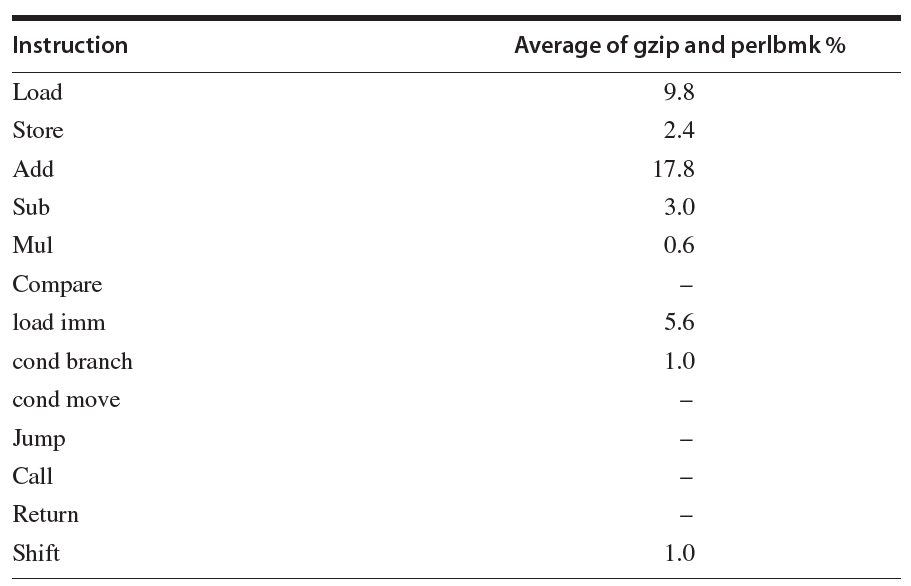 Instruction Average of gzip and perlbmk %
Load 9.8
Store 2.4
Add 17.8
Sub 3.0
Mul 0.6
Compare –
load imm 5.6
cond branch 1.0
cond move –
Jump –
Call –
Return –
Shift 1.0